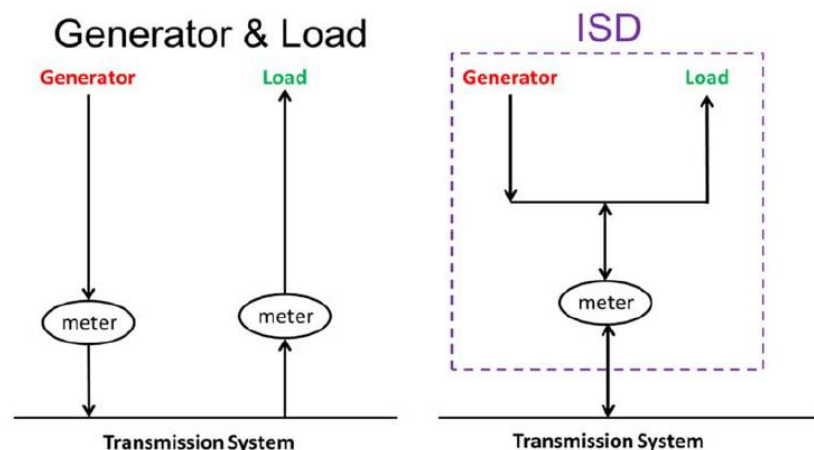 Generator & Load
Generator Load
meter meter
Transmission System
ISD
Generator Load
meter
Transmission System